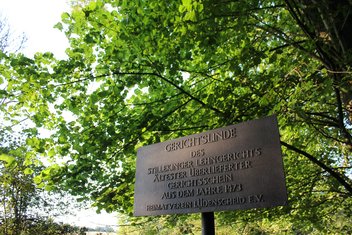 GERICHTSLINDE
DES
STILLEKINGER LEHNGERICHTS
ÄLTESTER ÜBERLIEFERTER
GERICHTSSCHEIN
AUS DEM JAHRE 1473
HEIMATVEREIN LÜDENSCHEID E.V.